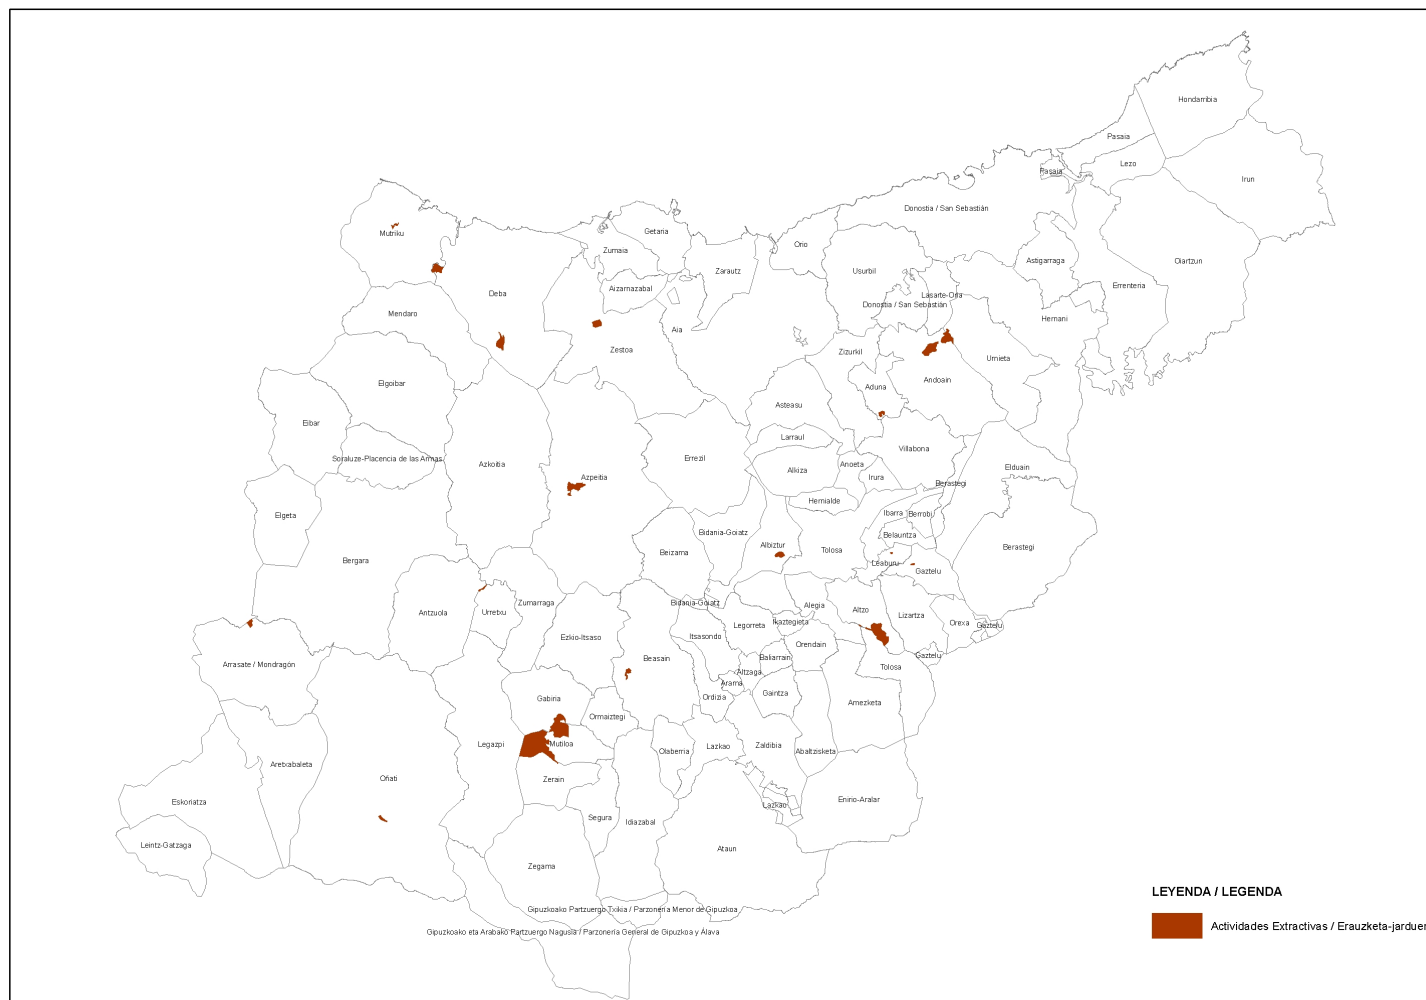 Hondarribia
Pasaia
Lezo
Pasaia
Irun
Donostia / San Sebastián
Getaria
Mutriku
Zumaia
Orio
Astigarraga
Oiartzun
Usurbil
Zarautz
Errenteria
Aizarnazabal
Deba
Lasarte-Oria
Donostia / San Sebastián
Mendaro
Hernani
Aia
Zestoa
Zizurkil
Urnieta
Andoain
Elgoibar
Aduna
Asteasu
Eibar
Larraul
Villabona
Soraluze-Placencia de las Armas
Errezil
Azkoitia
Anoeta
Elduain
Alkiza
Irura
Azpeitia
Berastegi
Hernialde
Elgeta
Ibarra
Berrobi
Bidania-Goiatz
Belauntza
Albiztur
Tolosa
Berastegi
Beizama
Bergara
Leaburu
Gaztelu
Zumarraga
Bidania-Goiatz
Alegia
Altzo
Antzuola
Urretxu
Lizartza
Ikaztegieta
Orexa
Gaztelu
Legorreta
Itsasondo
Ezkio-Itsaso
Orendain
Beasain
Baliarrain
Gaztelu
Arrasate / Mondragón
Tolosa
Altzaga
Arama
Gabiria
Ordizia
Gaintza
Amezketa
Ormaiztegi
Legazpi
Mutiloa
Lazkao
Zaldibia
Olaberria
Abaltzisketa
Aretxabaleta
Oñati
Zerain
Eskoriatza
Enirio-Aralar
Lazkao
Segura
Idiazabal
Leintz-Gatzaga
Ataun
Zegama
LEYENDA / LEGENDA
Gipuzkoako Partzuergo Txikia / Parzonería Menor de Gipuzkoa
Actividades Extractivas / Erauzketa-jarduer
Gipuzkoako eta Arabako Partzuergo Nagusia / Parzonería General de Gipuzkoa y Álava